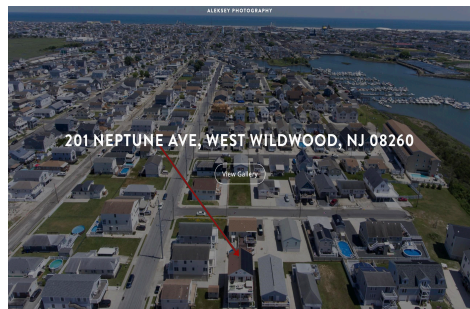 ALEKSEY PHOTOGRAPHY
201 NEPTUNE AVE, WEST WILDWOOD, NJ 08260
View Gallery